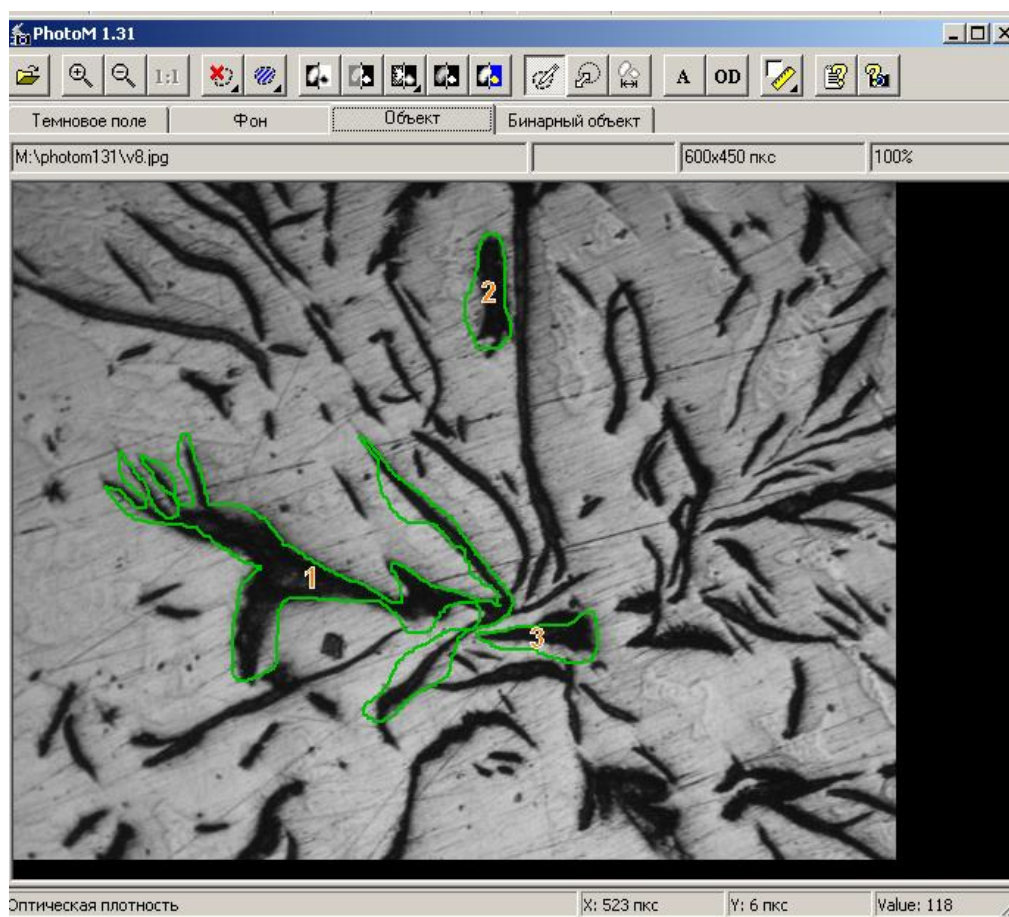 PhotoM 1.31
1:1 A OD
Темновое поле Фон Объект Бинарный объект
M:\photom131\v8.jpg 600x450 пкс 100%
2
1
3
Оптическая плотность X: 523 пкс Y: 6 пкс Value: 118